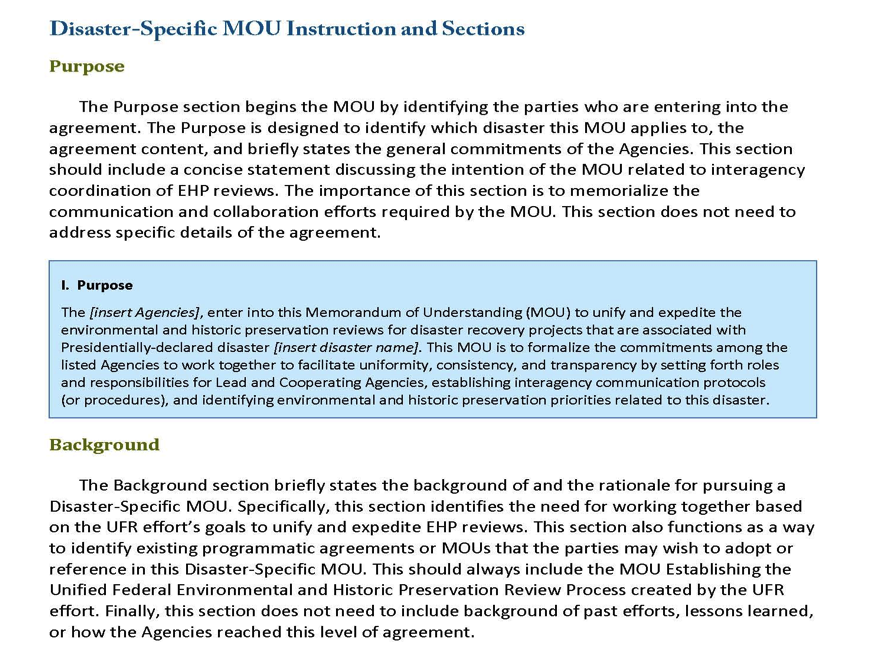 Disaster-Specific MOU Instruction and Sections
Purpose
The Purpose section begins the MOU by identifying the parties who are entering into the
agreement. The Purpose is designed to identify which disaster this MOU applies to, the
agreement content, and briefly states the general commitments of the Agencies. This section
should include a concise statement discussing the intention of the MOU related to interagency
coordination of EHP reviews. The importance of this section is to memorialize the
communication and collaboration efforts required by the MOU. This section does not need to
address specific details of the agreement.
I. Purpose
The [insert Agencies], enter into this Memorandum of Understanding (MOU) to unify and expedite the
environmental and historic preservation reviews for disaster recovery projects that are associated with
Presidentially-declared disaster [insert disaster name]. This MOU is to formalize the commitments among the
listed Agencies to work together to facilitate uniformity, consistency, and transparency by setting forth roles
and responsibilities for Lead and Cooperating Agencies, establishing interagency communication protocols
(or procedures), and identifying environmental and historic preservation priorities related to this disaster.
Background
The Background section briefly states the background of and the rationale for pursuing a
Disaster-Specific MOU. Specifically, this section identifies the need for working together based
on the UFR effort’s goals to unify and expedite EHP reviews. This section also functions as a way
to identify existing programmatic agreements or MOUs that the parties may wish to adopt or
reference in this Disaster-Specific MOU. This should always include the MOU Establishing the
Unified Federal Environmental and Historic Preservation Review Process created by the UFR
effort. Finally, this section does not need to include background of past efforts, lessons learned,
or how the Agencies reached this level of agreement.